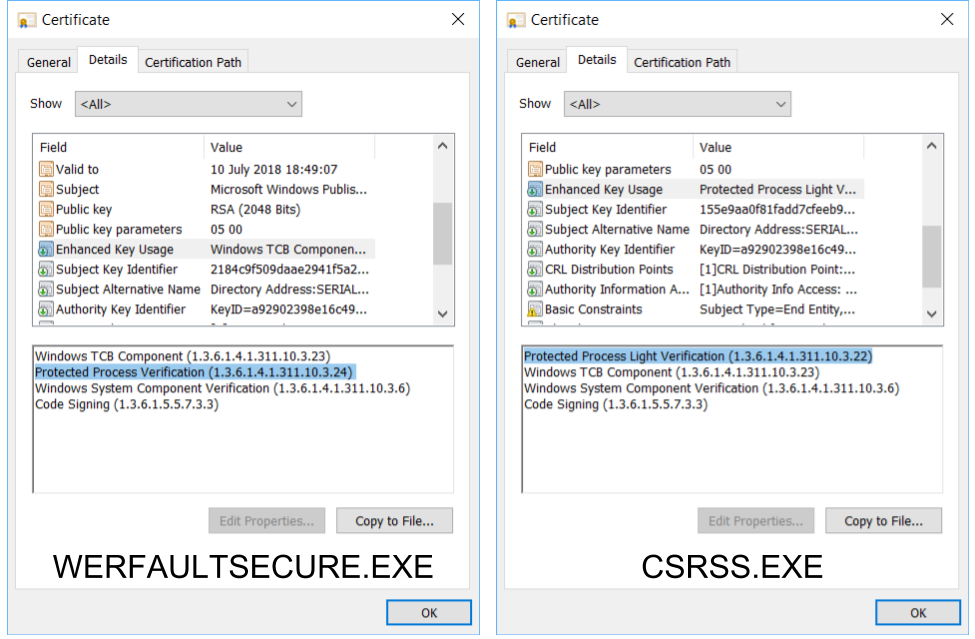 Certificate
General Details Certification Path
Show <All>
Field Value
Valid to 10 July 2018 18:49:07
Subject Microsoft Windows Publis...
Public key RSA (2048 Bits)
Public key parameters 05 00
Enhanced Key Usage Windows TCB Componen...
Subject Key Identifier 2184c9f509daae2941f5a2...
Subject Alternative Name Directory Address:SERIAL...
Authority Key Identifier KeyID=a92902398e16c49...
Windows TCB Component (1.3.6.1.4.1.311.10.3.23)
Protected Process Verification (1.3.6.1.4.1.311.10.3.24)
Windows System Component Verification (1.3.6.1.4.1.311.10.3.6)
Code Signing (1.3.6.1.5.5.7.3.3)
Edit Properties... Copy to File...
WERFAULTSECURE.EXE
OK
Certificate
General Details Certification Path
Show <All>
Field Value
Public key parameters 05 00
Enhanced Key Usage Protected Process Light V...
Subject Key Identifier 155e9aa0f81fadd7cfeeb9...
Subject Alternative Name Directory Address:SERIAL...
Authority Key Identifier KeyID=a92902398e16c49...
CRL Distribution Points [1]CRL Distribution Point:...
Authority Information A... [1]Authority Info Access: ...
Basic Constraints Subject Type=End Entity,...
Protected Process Light Verification (1.3.6.1.4.1.311.10.3.22)
Windows TCB Component (1.3.6.1.4.1.311.10.3.23)
Windows System Component Verification (1.3.6.1.4.1.311.10.3.6)
Code Signing (1.3.6.1.5.5.7.3.3)
Edit Properties... Copy to File...
CSRSS.EXE
OK